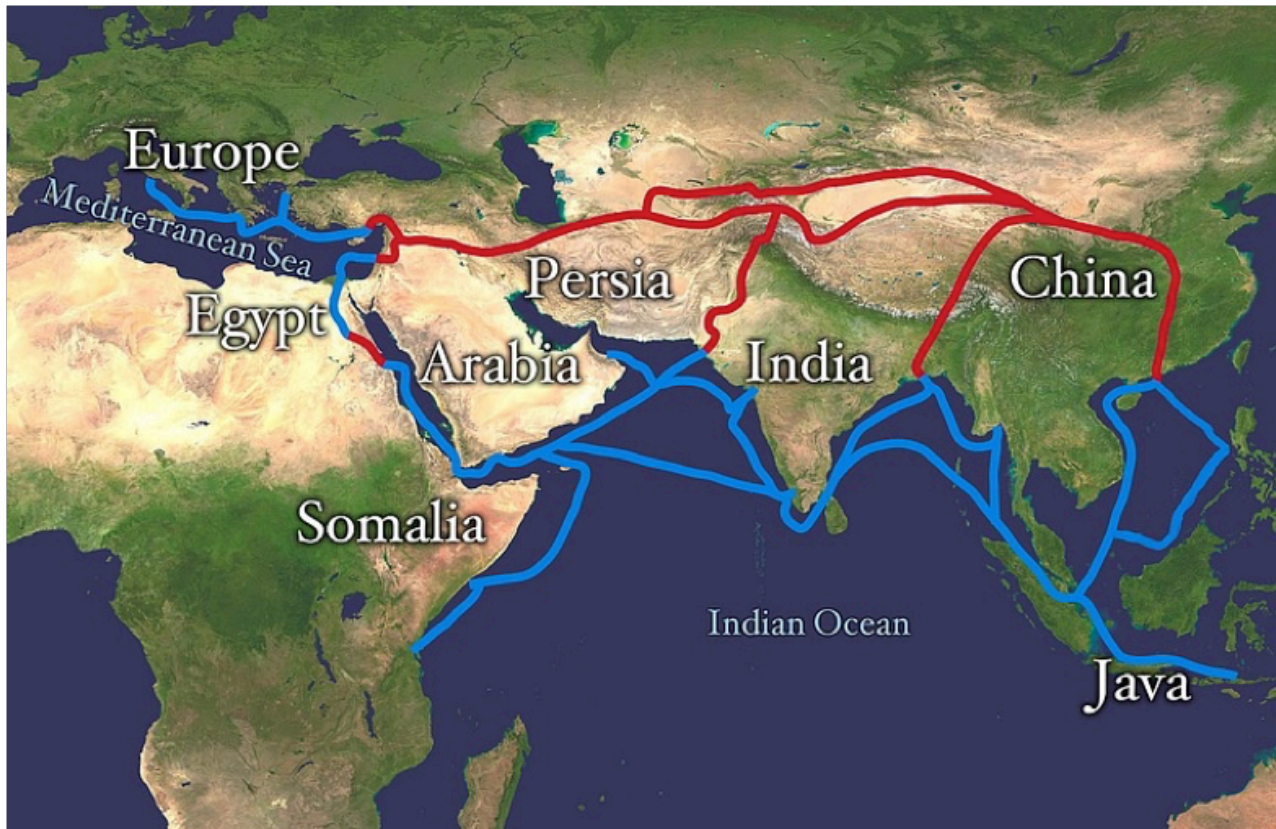 Europe
Mediterranean Sea
Egypt
Persia
China
Arabia
India
Somalia
Indian Ocean
Java